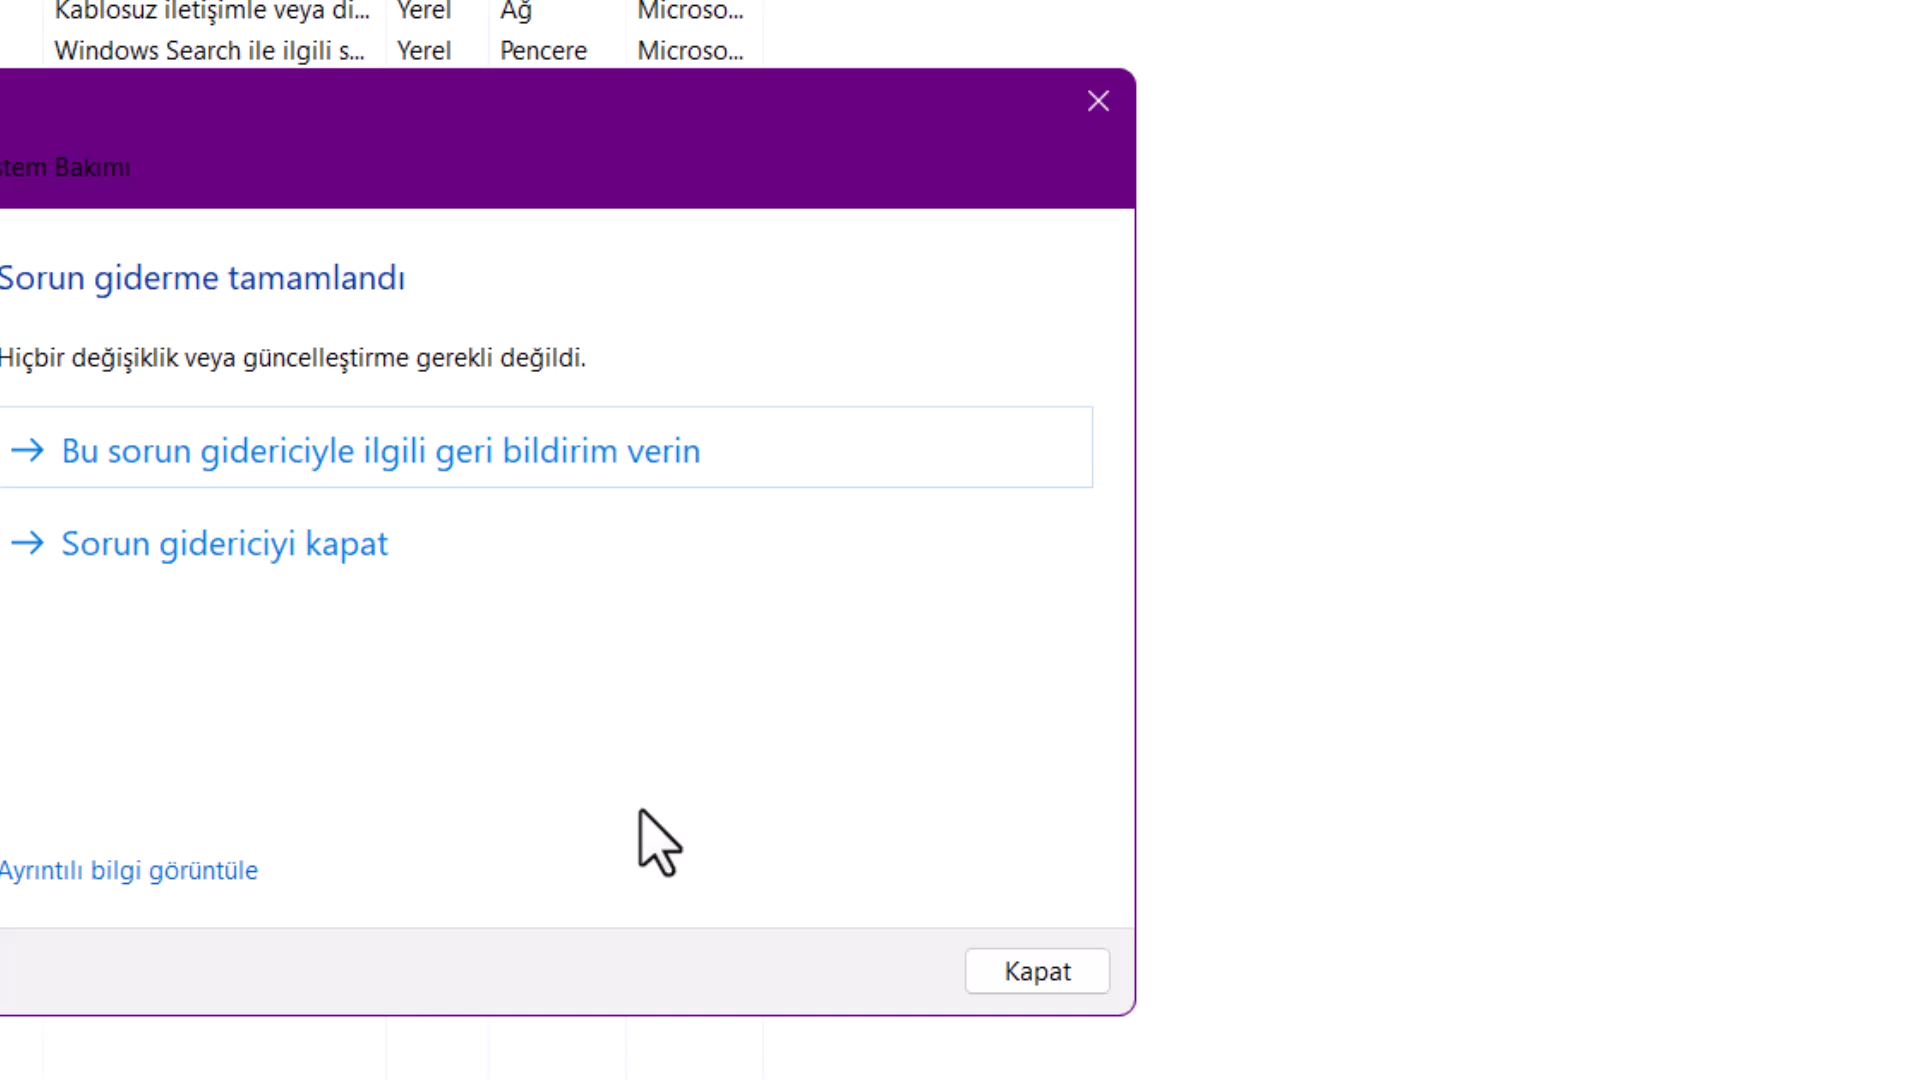 Kablosuz iletişimle veya di... Yerel Ağ Microso...
Windows Search ile ilgili s... Yerel Pencere Microso...
stem Bakımı
Sorun giderme tamamlandı
Hiçbir değişiklik veya güncelleştirme gerekli değildi.
→ Bu sorun gidericiyle ilgili geri bildirim verin
→ Sorun gidericiyi kapat
Ayrıntılı bilgi görüntüle
Kapat